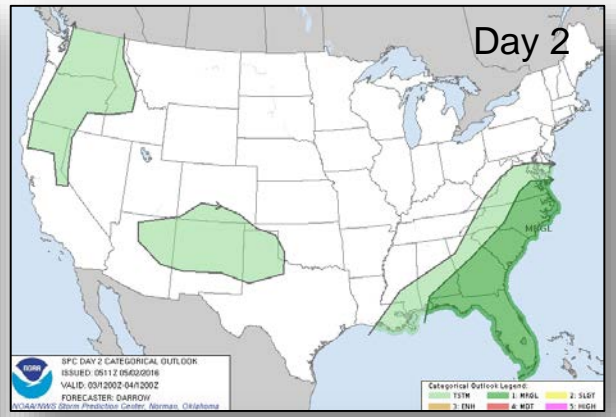 Day 2
MRGL
NOAA
SPC DAY 2 CATEGORICAL OUTLOOK
ISSUED: 0511Z 05/02/2016
VALID: 03/1200Z-04/1200Z
FORECASTER: DARROW
NOAA/NWS Storm Prediction Center, Norman, Oklahoma
Categorical Outlook Legend:
TSTM 1: MRGL 2: SLGT
3: ENH 4: MDT 5: HIGH